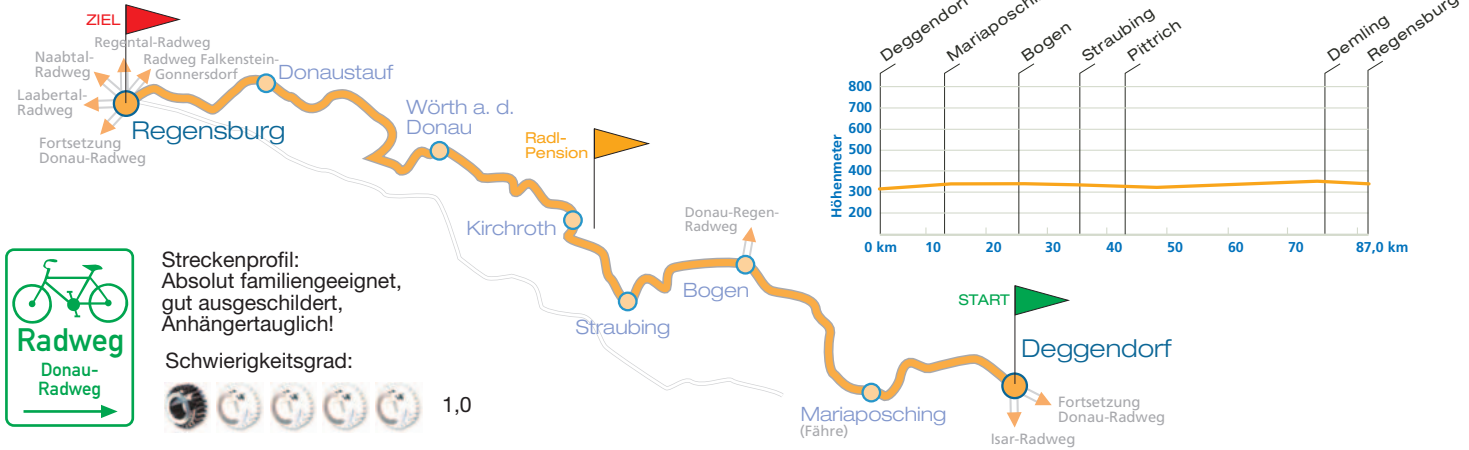 ZIEL
Regental-Radweg
Naabtal-
Radweg
Radweg Falkenstein-
Gonnersdorf
Laabertal-
Radweg
Fortsetzung
Donau-Radweg
Regensburg
Donaustauf
Wörth a. d.
Donau
Radl-
Pension
Kirchroth
Donau-Regen-
Radweg
Bogen
Straubing
START
Deggendorf
Mariaposching
(Fähre)
Fortsetzung
Donau-Radweg
Isar-Radweg
Radweg
Donau-
Radweg
Streckenprofil:
Absolut familiengeeignet,
gut ausgeschildert,
Anhängertauglich!
Schwierigkeitsgrad:
1,0
Deggendorf
Mariaposching
Bogen
Straubing
Pittrich
Demling
Regensburg
Höhenmeter
800
700
600
500
400
300
200
0 km 10 20 30 40 50 60 70 87,0 km